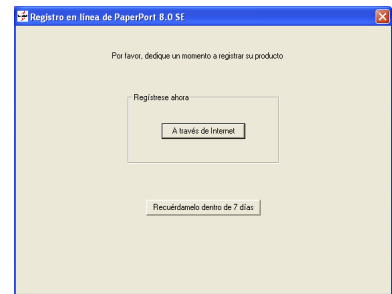 Registro en línea de PaperPort 8.0 SE
Por favor, dedique un momento a registrar su producto
Regístrese ahora
A través de Internet
Recuérdamelo dentro de 7 días